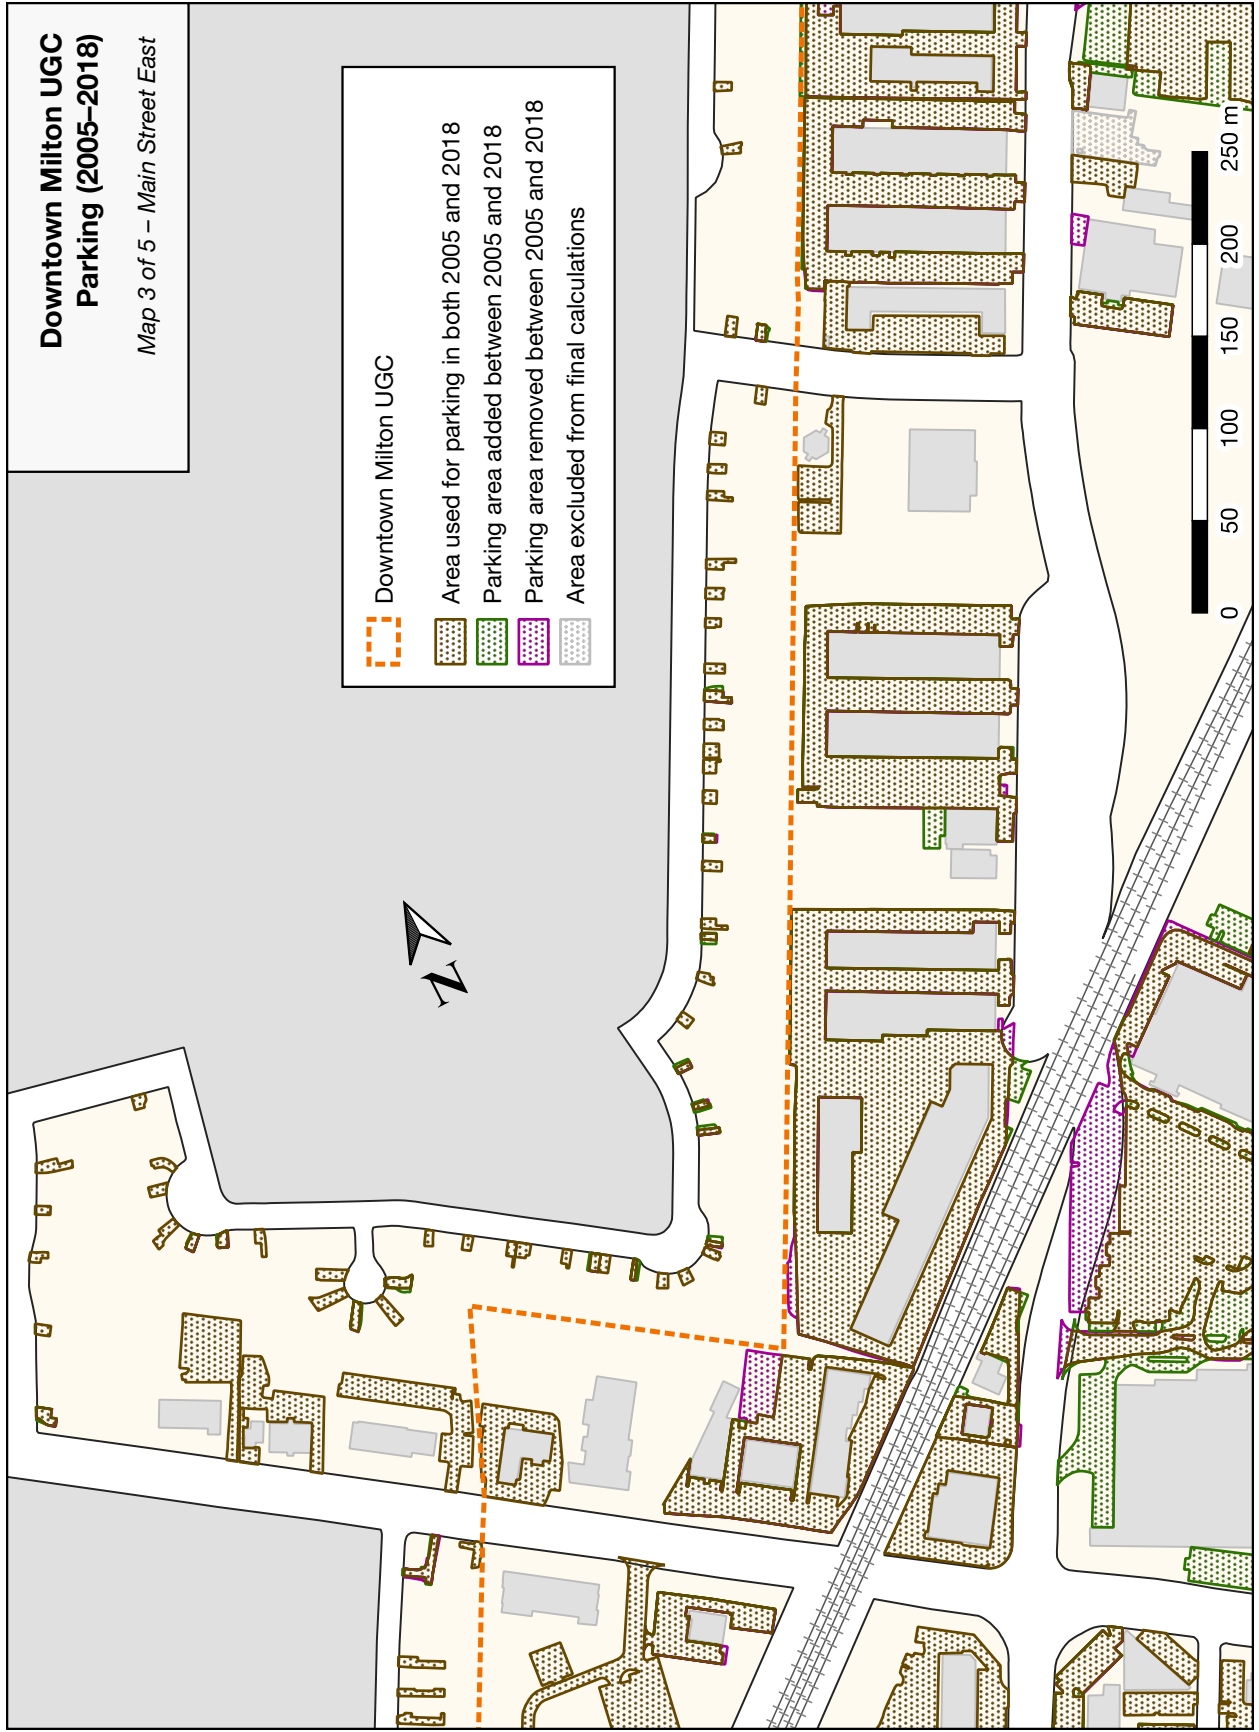 Downtown Milton UGC
Parking (2005–2018)
Map 3 of 5 – Main Street East
Downtown Milton UGC
Area used for parking in both 2005 and 2018
Parking area added between 2005 and 2018
Parking area removed between 2005 and 2018
Area excluded from final calculations
N
0 50 100 150 200 250 m